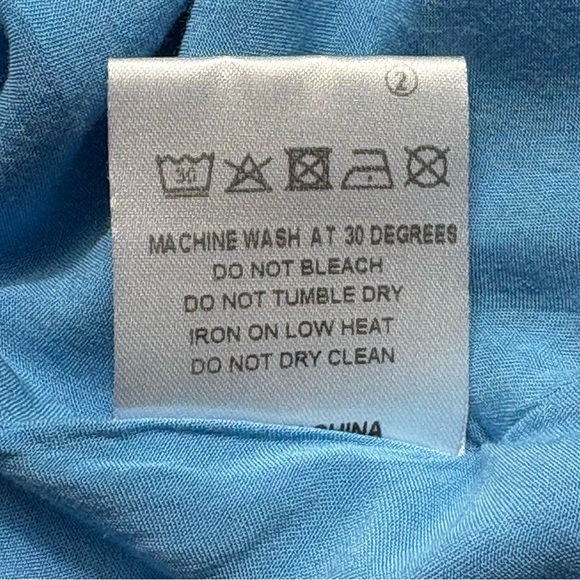 ②
30
MACHINE WASH AT 30 DEGREES
DO NOT BLEACH
DO NOT TUMBLE DRY
IRON ON LOW HEAT
DO NOT DRY CLEAN
CHINA